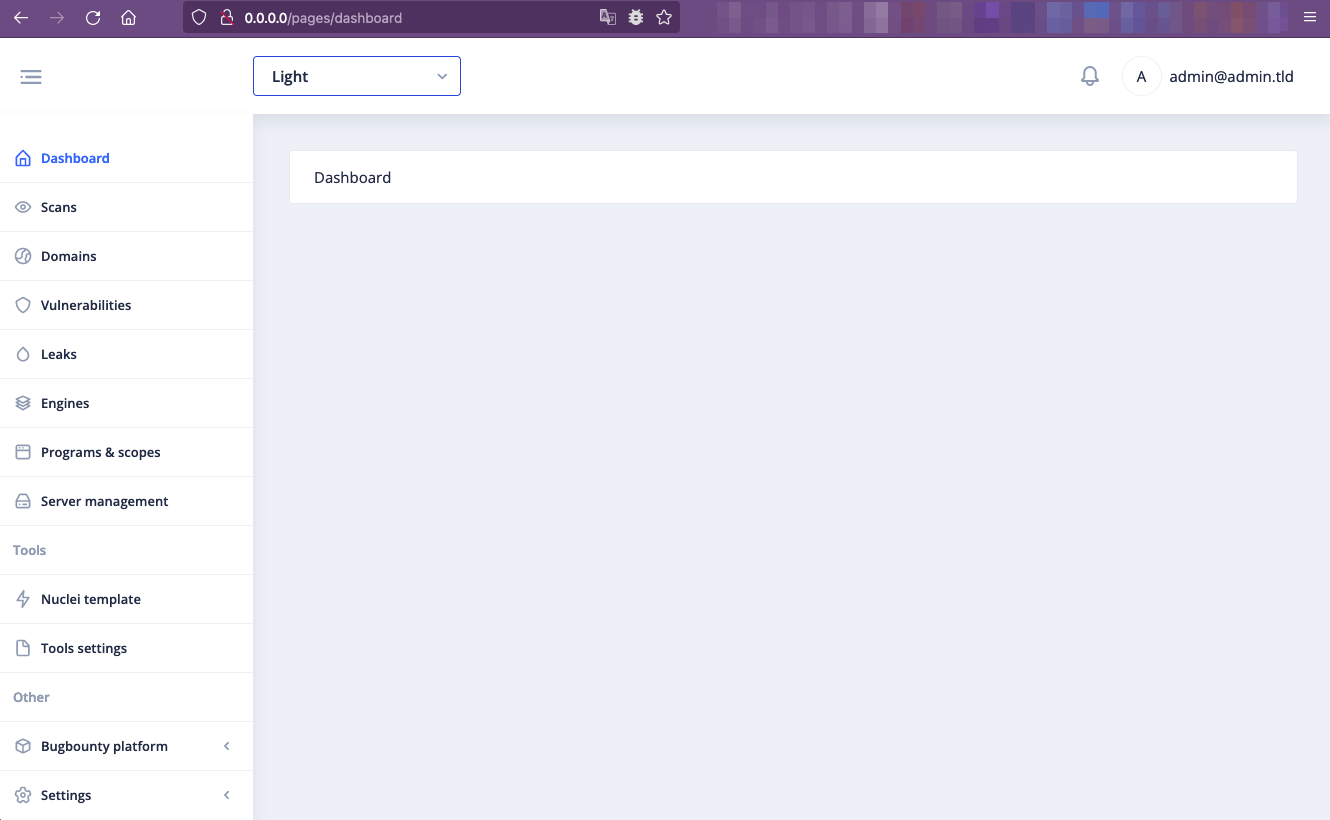 0.0.0.0/pages/dashboard
Light
A
admin@admin.tld
Dashboard
Dashboard
Scans
Domains
Vulnerabilities
Leaks
Engines
Programs & scopes
Server management
Tools
Nuclei template
Tools settings
Other
Bugbounty platform
Settings